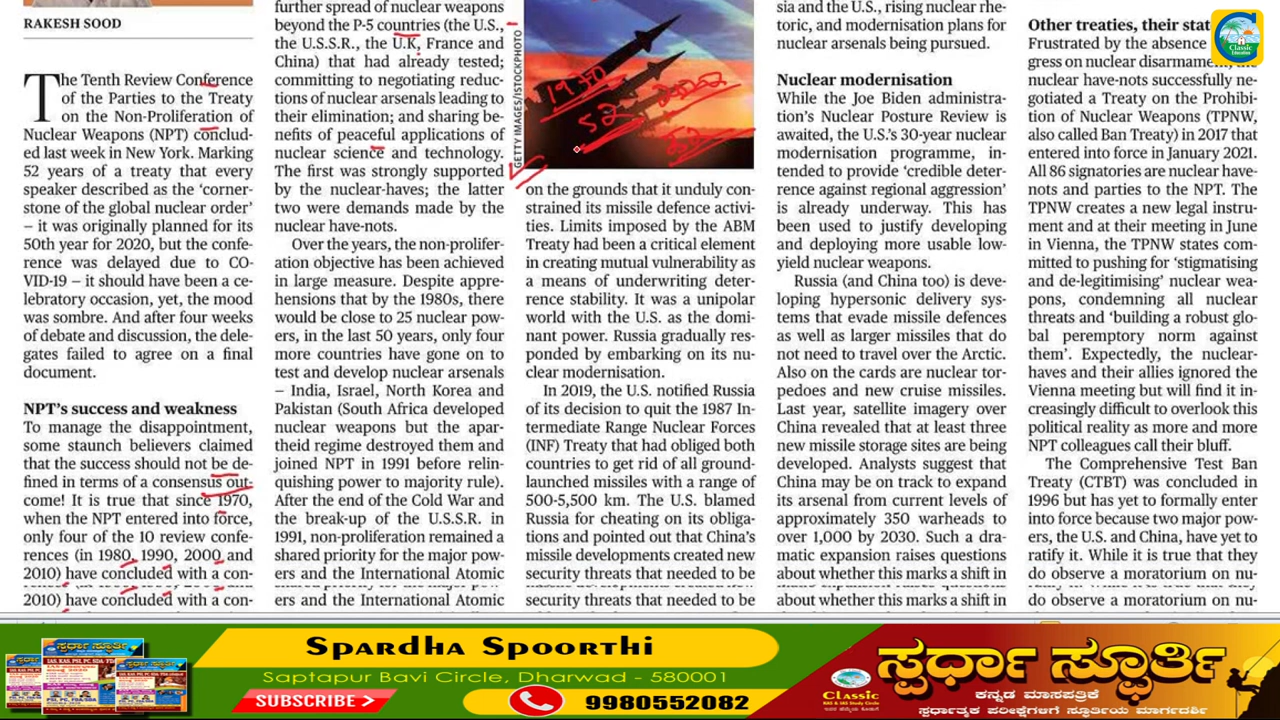 RAKESH SOOD
The Tenth Review Conference
of the Parties to the Treaty
on the Non-Proliferation of
Nuclear Weapons (NPT) conclud-
ed last week in New York. Marking
52 years of a treaty that every
speaker described as the ‘corner-
stone of the global nuclear order’
– it was originally planned for its
50th year for 2020, but the confe-
rence was delayed due to CO-
VID-19 – it should have been a ce-
lebratory occasion, yet, the mood
was sombre. And after four weeks
of debate and discussion, the dele-
gates failed to agree on a final
document.
NPT’s success and weakness
To manage the disappointment,
some staunch believers claimed
that the success should not be de-
fined in terms of a consensus out-
come! It is true that since 1970,
when the NPT entered into force,
only four of the 10 review confe-
rences (in 1980, 1990, 2000 and
2010) have concluded with a con-
2010) have concluded with a con-
further spread of nuclear weapons
beyond the P-5 countries (the U.S.,
the U.S.S.R., the U.K, France and
China) that had already tested;
committing to negotiating reduc-
tions of nuclear arsenals leading to
their elimination; and sharing be-
nefits of peaceful applications of
nuclear science and technology.
The first was strongly supported
by the nuclear-haves; the latter
two were demands made by the
nuclear have-nots.
Over the years, the non-prolifer-
ation objective has been achieved
in large measure. Despite appre-
hensions that by the 1980s, there
would be close to 25 nuclear pow-
ers, in the last 50 years, only four
more countries have gone on to
test and develop nuclear arsenals
– India, Israel, North Korea and
Pakistan (South Africa developed
nuclear weapons but the apar-
theid regime destroyed them and
joined NPT in 1991 before relin-
quishing power to majority rule).
After the end of the Cold War and
the break-up of the U.S.S.R. in
1991, non-proliferation remained a
shared priority for the major pow-
ers and the International Atomic
ers and the International Atomic
GETTY IMAGES/ISTOCKPHOTO
52
on the grounds that it unduly con-
strained its missile defence activi-
ties. Limits imposed by the ABM
Treaty had been a critical element
in creating mutual vulnerability as
a means of underwriting deter-
rence stability. It was a unipolar
world with the U.S. as the domi-
nant power. Russia gradually res-
ponded by embarking on its nu-
clear modernisation.
In 2019, the U.S. notified Russia
of its decision to quit the 1987 In-
termediate Range Nuclear Forces
(INF) Treaty that had obliged both
countries to get rid of all ground-
launched missiles with a range of
500-5,500 km. The U.S. blamed
Russia for cheating on its obliga-
tions and pointed out that China’s
missile developments created new
security threats that needed to be
security threats that needed to be
sia and the U.S., rising nuclear rhe-
toric, and modernisation plans for
nuclear arsenals being pursued.
Nuclear modernisation
While the Joe Biden administra-
tion’s Nuclear Posture Review is
awaited, the U.S.’s 30-year nuclear
modernisation programme, in-
tended to provide ‘credible deter-
rence against regional aggression’
is already underway. This has
been used to justify developing
and deploying more usable low-
yield nuclear weapons.
Russia (and China too) is deve-
loping hypersonic delivery sys-
tems that evade missile defences
as well as larger missiles that do
not need to travel over the Arctic.
Also on the cards are nuclear tor-
pedoes and new cruise missiles.
Last year, satellite imagery over
China revealed that at least three
new missile storage sites are being
developed. Analysts suggest that
China may be on track to expand
its arsenal from current levels of
approximately 350 warheads to
over 1,000 by 2030. Such a dra-
matic expansion raises questions
about whether this marks a shift in
about whether this marks a shift in
Other treaties, their stat
Frustrated by the absence
gress on nuclear disarmament, the
nuclear have-nots successfully ne-
gotiated a Treaty on the Prohibi-
tion of Nuclear Weapons (TPNW,
also called Ban Treaty) in 2017 that
entered into force in January 2021.
All 86 signatories are nuclear have-
nots and parties to the NPT. The
TPNW creates a new legal instru-
ment and at their meeting in June
in Vienna, the TPNW states com-
mitted to pushing for ‘stigmatising
and de-legitimising’ nuclear wea-
pons, condemning all nuclear
threats and ‘building a robust glo-
bal peremptory norm against
them’. Expectedly, the nuclear-
haves and their allies ignored the
Vienna meeting but will find it in-
creasingly difficult to overlook this
political reality as more and more
NPT colleagues call their bluff.
The Comprehensive Test Ban
Treaty (CTBT) was concluded in
1996 but has yet to formally enter
into force because two major pow-
ers, the U.S. and China, have yet to
ratify it. While it is true that they
do observe a moratorium on nu-
do observe a moratorium on nu-
Classic
Education
Spardha Spoorthi
Saptapur Bavi Circle, Dharwad - 580001
SUBSCRIBE
9980552082
Classic
IAS & KAS Study Circle
ಸ್ಪರ್ಧಾ ಸ್ಫೂರ್ತಿ
ಕನ್ನಡ ಮಾಸಪತ್ರಿಕೆ
ಸ್ಪರ್ಧಾತ್ಮಕ ಪರೀಕ್ಷೆಗಳಿಗೆ ಸ್ಫೂರ್ತಿಯ ಮಾರ್ಗದರ್ಶಿ